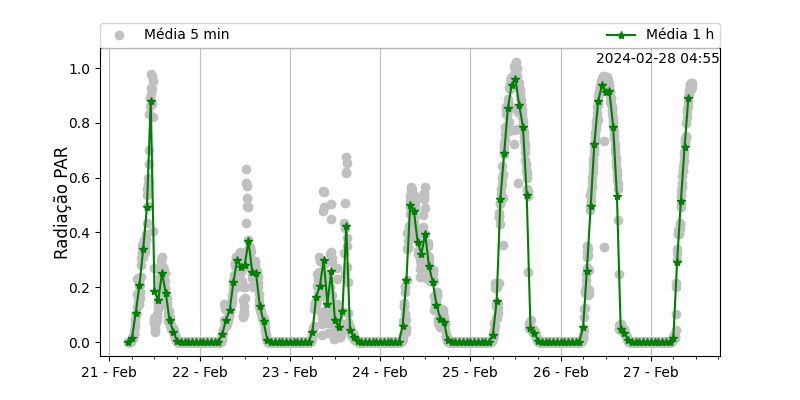 Média 5 min
Média 1 h
2024-02-28 04:55
Radiação PAR
1.0
0.8
0.6
0.4
0.2
0.0
21 - Feb
22 - Feb
23 - Feb
24 - Feb
25 - Feb
26 - Feb
27 - Feb